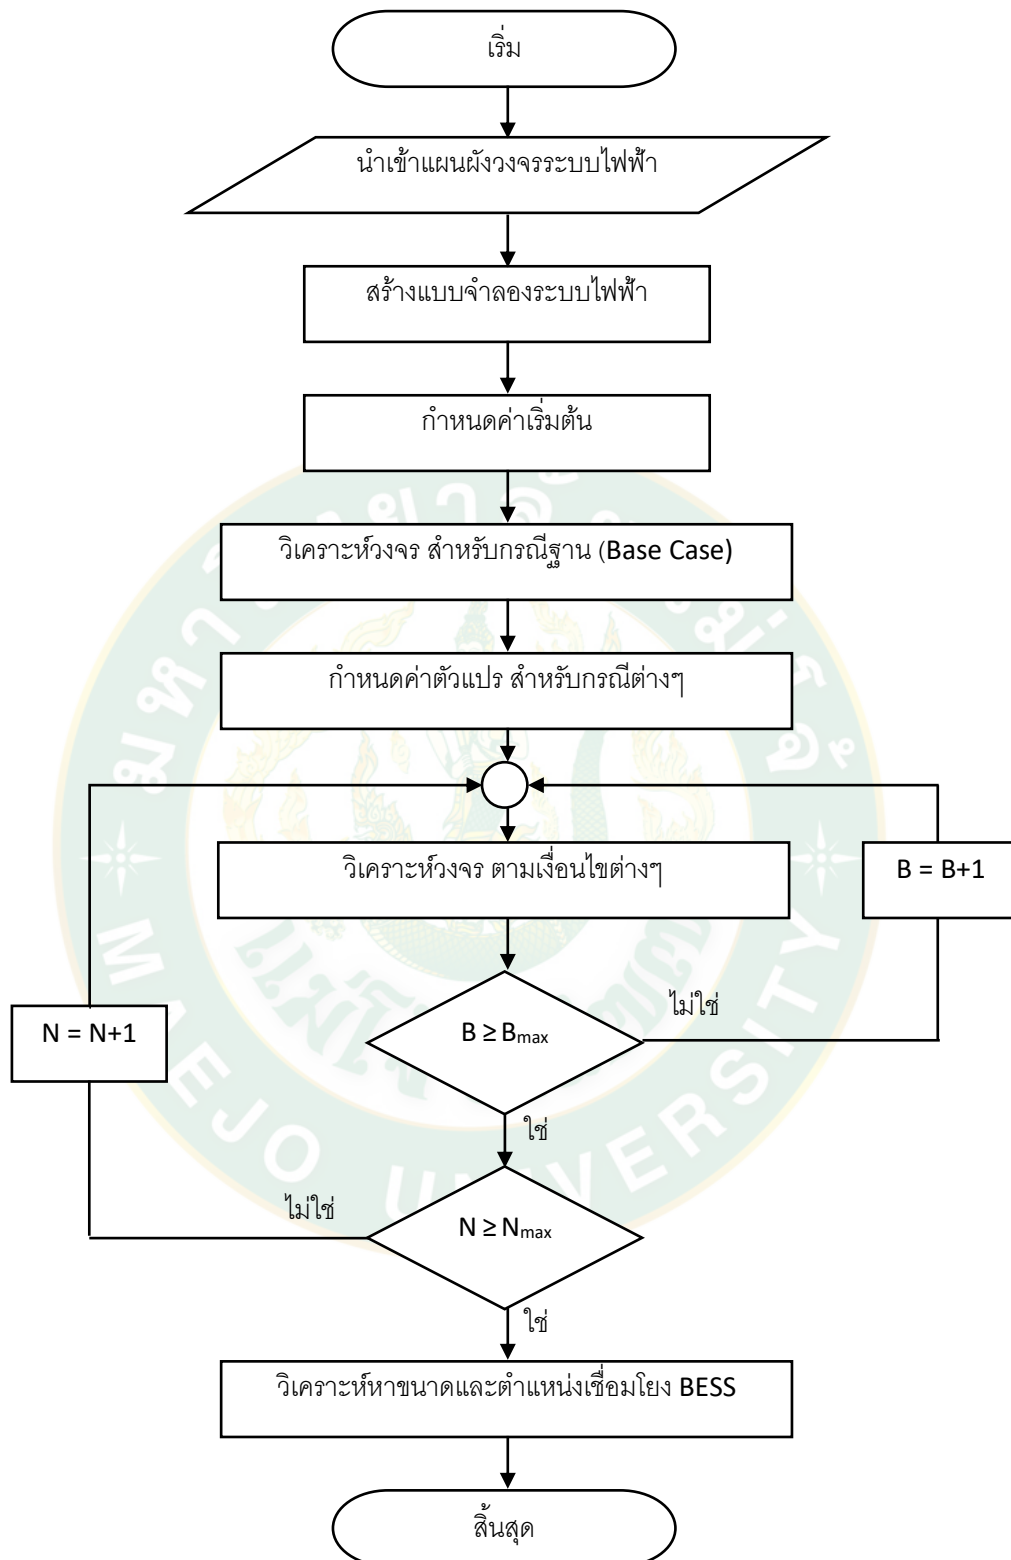 เริ่ม
นำเข้าแผนผังวงจรระบบไฟฟ้า
สร้างแบบจำลองระบบไฟฟ้า
กำหนดค่าเริ่มต้น
วิเคราะห์วงจร สำหรับกรณีฐาน (Base Case)
กำหนดค่าตัวแปร สำหรับกรณีต่างๆ
วิเคราะห์วงจร ตามเงื่อนไขต่างๆ
B = B+1
ไม่ใช่
N = N+1
B ≥ Bmax
ใช่
ไม่ใช่
N ≥ Nmax
ใช่
วิเคราะห์หาขนาดและตำแหน่งเชื่อมโยง BESS
สิ้นสุด
MAEJO UNIVERSITY